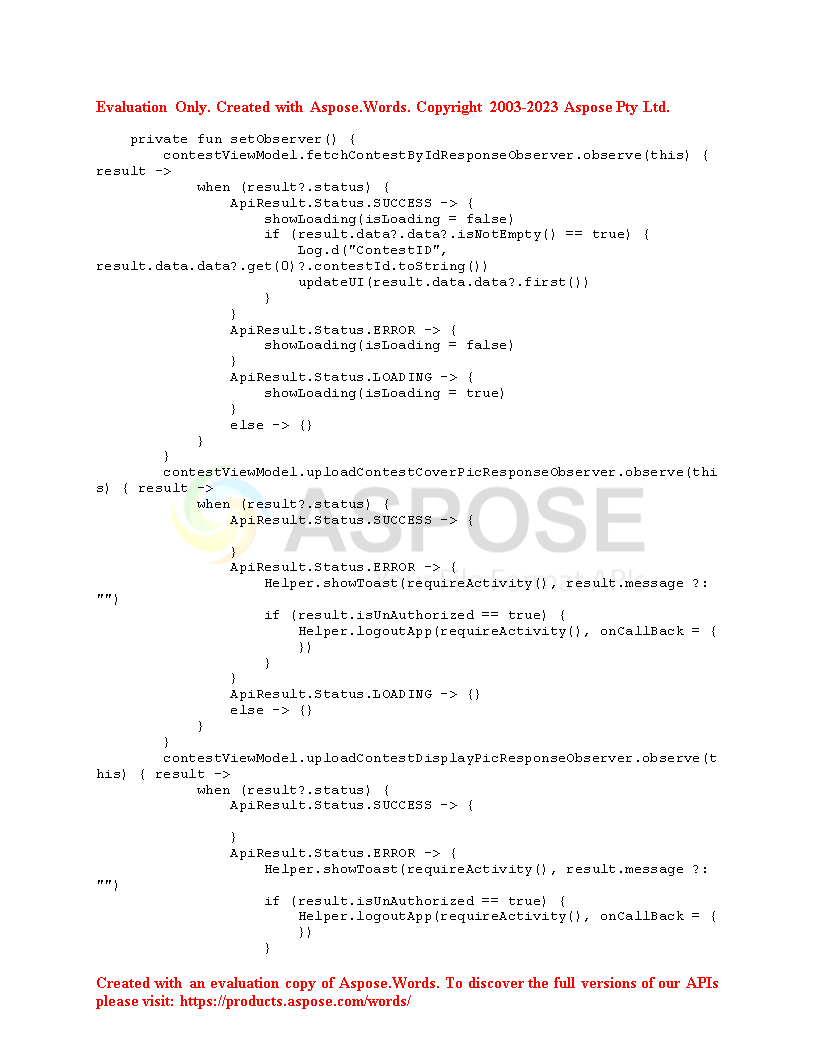 Evaluation Only. Created with Aspose.Words. Copyright 2003-2023 Aspose Pty Ltd.
    private fun setObserver() {
        contestViewModel.fetchContestByIdResponseObserver.observe(this) {
result ->
            when (result?.status) {
                ApiResult.Status.SUCCESS -> {
                    showLoading(isLoading = false)
                    if (result.data?.data?.isNotEmpty() == true) {
                        Log.d("ContestID",
result.data.data?.get(0)?.contestId.toString())
                        updateUI(result.data.data?.first())
                    }
                }
                ApiResult.Status.ERROR -> {
                    showLoading(isLoading = false)
                }
                ApiResult.Status.LOADING -> {
                    showLoading(isLoading = true)
                }
                else -> {}
            }
        }
        contestViewModel.uploadContestCoverPicResponseObserver.observe(thi
s) { result ->
            when (result?.status) {
                ApiResult.Status.SUCCESS -> {
ASPOSE
                }
                ApiResult.Status.ERROR -> {
                    Helper.showToast(requireActivity(), result.message ?:
"")
                    if (result.isUnAuthorized == true) {
                        Helper.logoutApp(requireActivity(), onCallBack = {
                        })
                    }
                }
                ApiResult.Status.LOADING -> {}
                else -> {}
            }
        }
        contestViewModel.uploadContestDisplayPicResponseObserver.observe(t
his) { result ->
            when (result?.status) {
                ApiResult.Status.SUCCESS -> {
                }
                ApiResult.Status.ERROR -> {
                    Helper.showToast(requireActivity(), result.message ?:
"")
                    if (result.isUnAuthorized == true) {
                        Helper.logoutApp(requireActivity(), onCallBack = {
                        })
                    }
Created with an evaluation copy of Aspose.Words. To discover the full versions of our APIs
please visit: https://products.aspose.com/words/